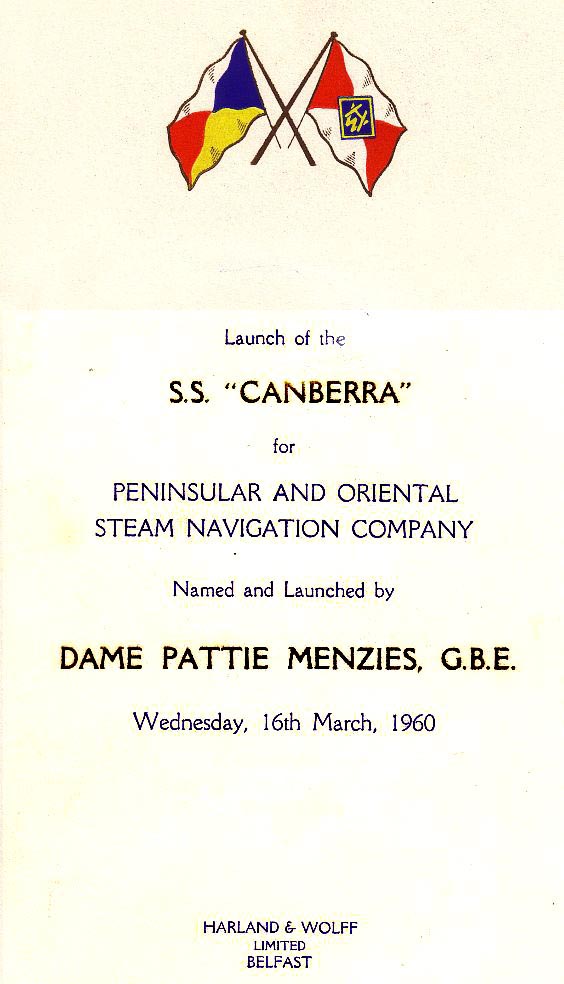 Launch of the
S.S. "CANBERRA"
for
PENINSULAR AND ORIENTAL
STEAM NAVIGATION COMPANY
Named and Launched by
DAME PATTIE MENZIES, G.B.E.
Wednesday, 16th March, 1960
HARLAND & WOLFF
LIMITED
BELFAST